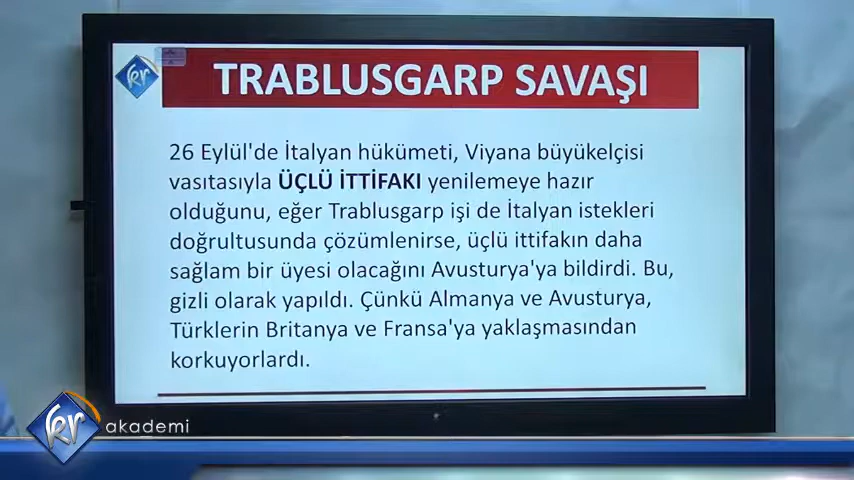 kr
TRABLUSGARP SAVAŞI
26 Eylül'de İtalyan hükümeti, Viyana büyükelçisi
vasıtasıyla ÜÇLÜ İTTİFAKI yenilemeye hazır
olduğunu, eğer Trablusgarp işi de İtalyan istekleri
doğrultusunda çözümlenirse, üçlü ittifakın daha
sağlam bir üyesi olacağını Avusturya'ya bildirdi. Bu,
gizli olarak yapıldı. Çünkü Almanya ve Avusturya,
Türklerin Britanya ve Fransa'ya yaklaşmasından
korkuyorlardı.
kr akademi